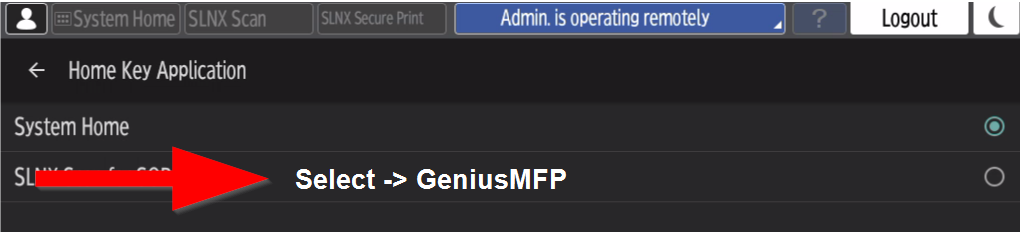 System Home
SLNX Scan
SLNX Secure Print
Admin. is operating remotely
?
Logout
← Home Key Application
System Home
Select -> GeniusMFP